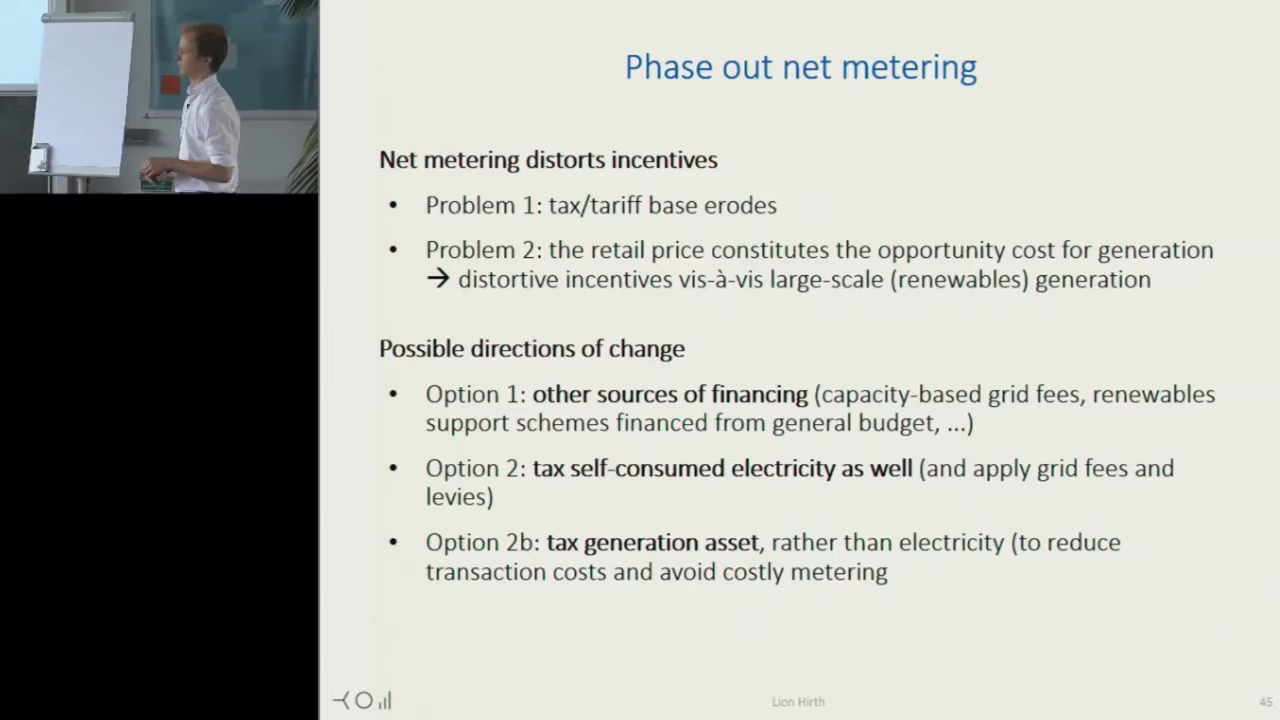 Phase out net metering
Net metering distorts incentives
• Problem 1: tax/tariff base erodes
• Problem 2: the retail price constitutes the opportunity cost for generation
→ distortive incentives vis-à-vis large-scale (renewables) generation
Possible directions of change
• Option 1: other sources of financing (capacity-based grid fees, renewables
support schemes financed from general budget, ...)
• Option 2: tax self-consumed electricity as well (and apply grid fees and
levies)
• Option 2b: tax generation asset, rather than electricity (to reduce
transaction costs and avoid costly metering
Lion Hirth
45